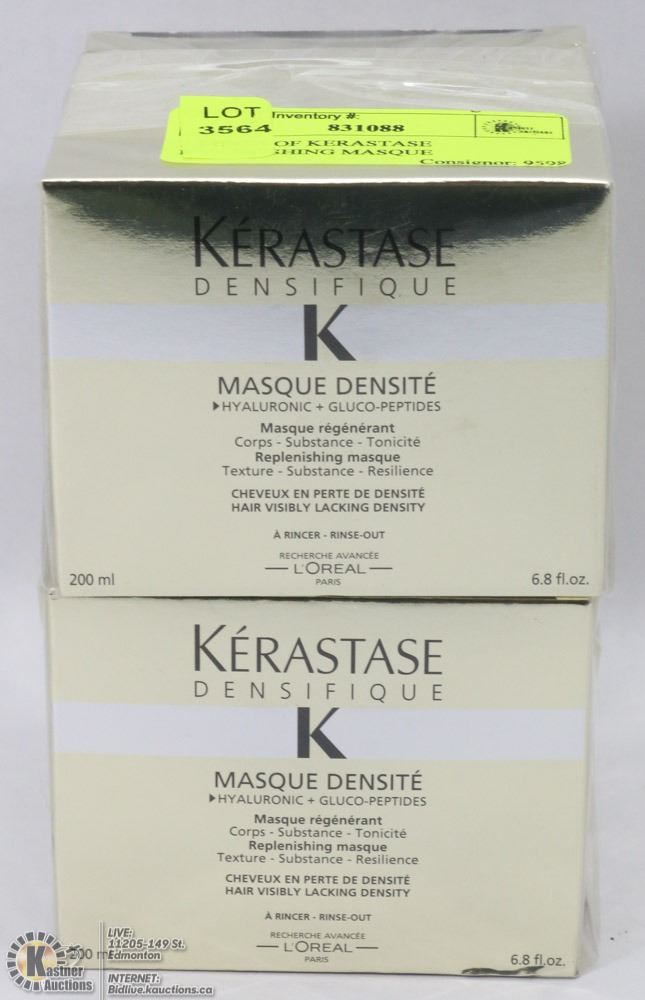 LOT
3564
Inventory #:
831088
OF KERASTASE
MASQUE
Consignor: 9598
KÉRASTASE
DENSIFIQUE
K
MASQUE DENSITÉ
▶HYALURONIC + GLUCO-PEPTIDES
Masque régénérant
Corps - Substance - Tonicité
Replenishing masque
Texture - Substance - Resilience
CHEVEUX EN PERTE DE DENSITÉ
HAIR VISIBLY LACKING DENSITY
À RINCER - RINSE-OUT
RECHERCHE AVANCÉE
L'ORÉAL
PARIS
200 ml
6.8 fl.oz.
KÉRASTASE
DENSIFIQUE
K
MASQUE DENSITÉ
▶HYALURONIC + GLUCO-PEPTIDES
Masque régénérant
Corps - Substance - Tonicité
Replenishing masque
Texture - Substance - Resilience
CHEVEUX EN PERTE DE DENSITÉ
HAIR VISIBLY LACKING DENSITY
À RINCER - RINSE-OUT
RECHERCHE AVANCÉE
L'ORÉAL
PARIS
200 ml
6.8 fl.oz.
Kastner
Auctions
LIVE:
11205-149 St.
Edmonton
INTERNET:
Bidlive.kauctions.ca